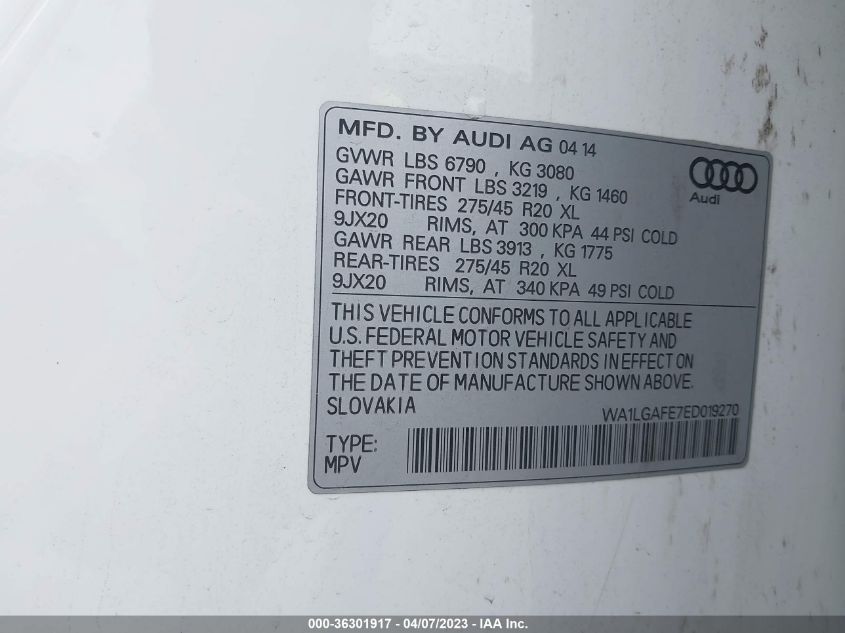 MFD. BY AUDI AG 04 14
GVWR LBS 6790 , KG 3080
GAWR FRONT LBS 3219 , KG 1460
FRONT-TIRES 275/45 R20 XL
9JX20 RIMS, AT 300 KPA 44 PSI COLD
GAWR REAR LBS 3913 , KG 1775
REAR-TIRES 275/45 R20 XL
9JX20 RIMS, AT 340 KPA 49 PSI COLD
Audi
THIS VEHICLE CONFORMS TO ALL APPLICABLE
U.S. FEDERAL MOTOR VEHICLE SAFETY AND
THEFT PREVENTION STANDARDS IN EFFECT ON
THE DATE OF MANUFACTURE SHOWN ABOVE.
SLOVAKIA
WA1LGAFE7ED019270
TYPE:
MPV
000-36301917 - 04/07/2023 - IAA Inc.